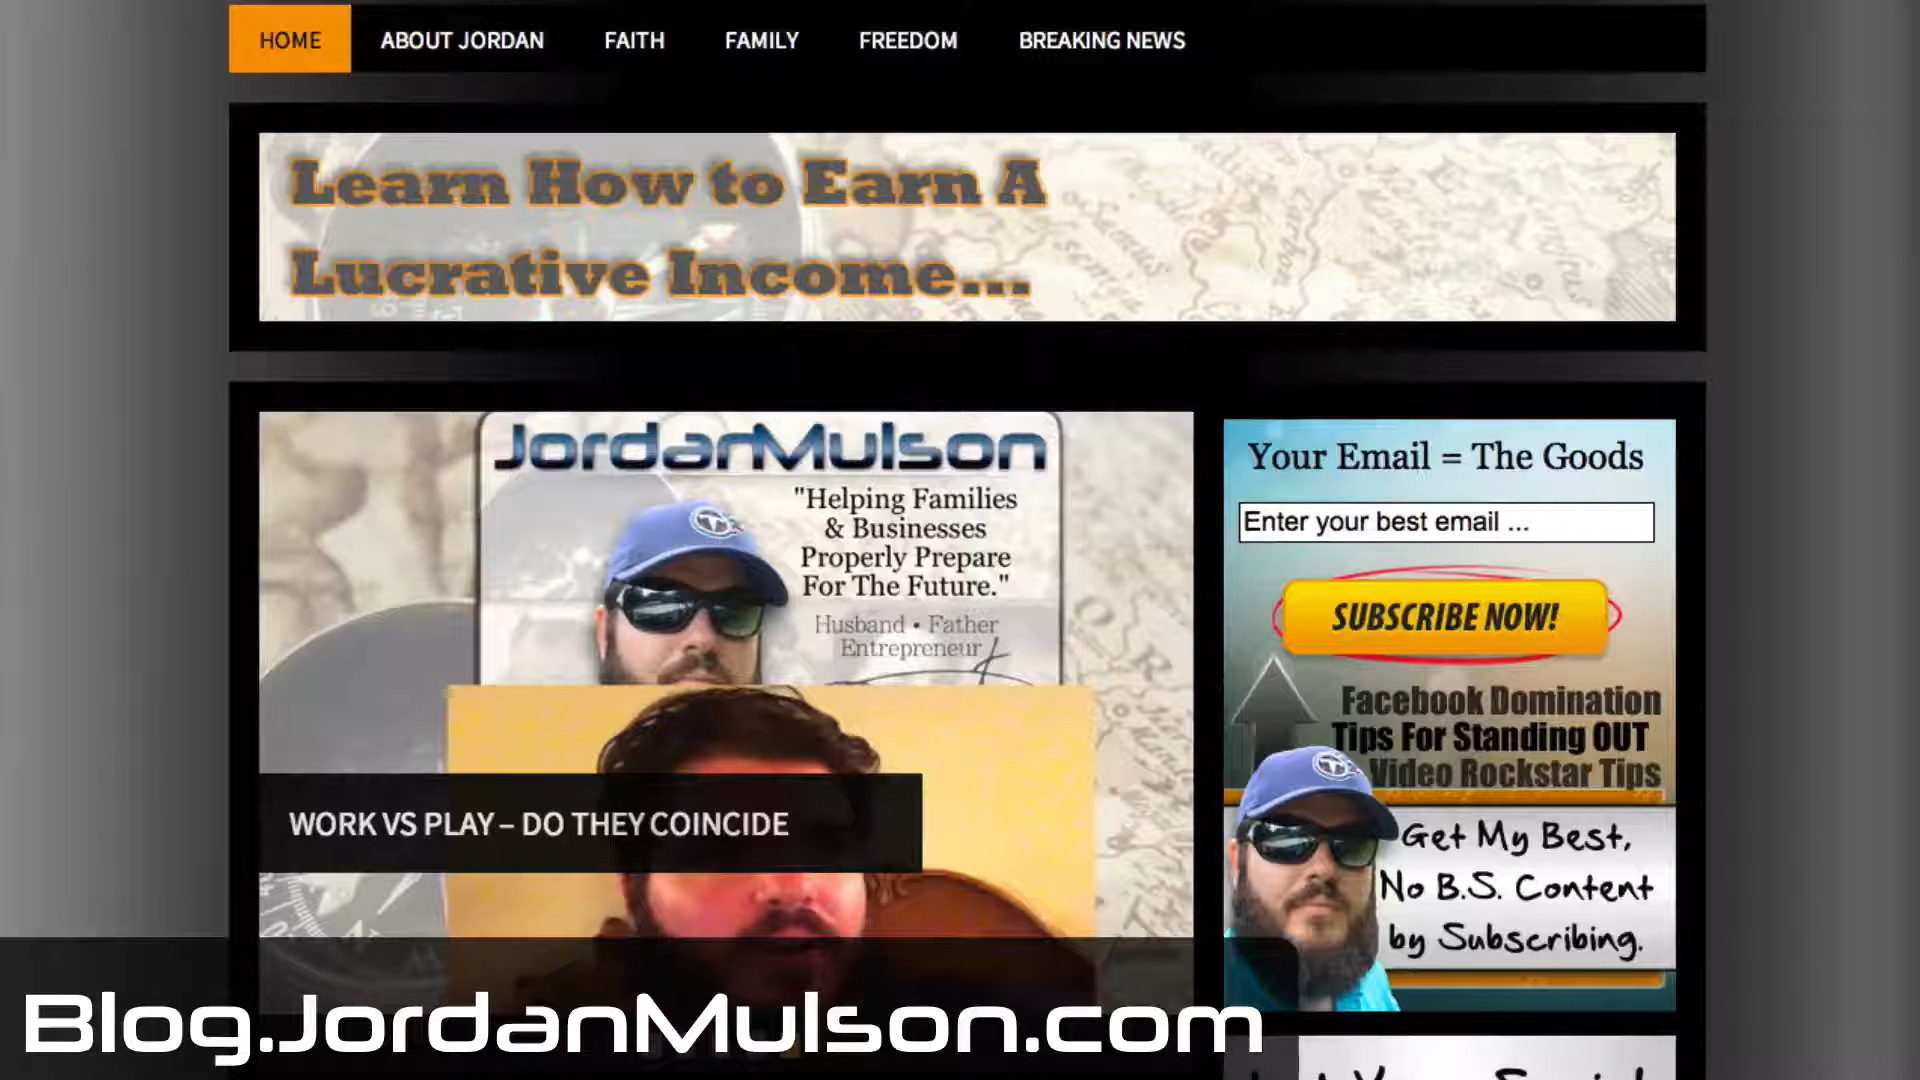 HOME ABOUT JORDAN FAITH FAMILY FREEDOM BREAKING NEWS
Learn How to Earn A
Lucrative Income...
JordanMulson
"Helping Families
& Businesses
Properly Prepare
For The Future."
Husband • Father
Entrepreneur
WORK VS PLAY – DO THEY COINCIDE
Your Email = The Goods
Enter your best email ...
SUBSCRIBE NOW!
Facebook Domination
Tips For Standing OUT
Video Rockstar Tips
Get My Best,
No B.S. Content
by Subscribing.
Blog.JordanMulson.com